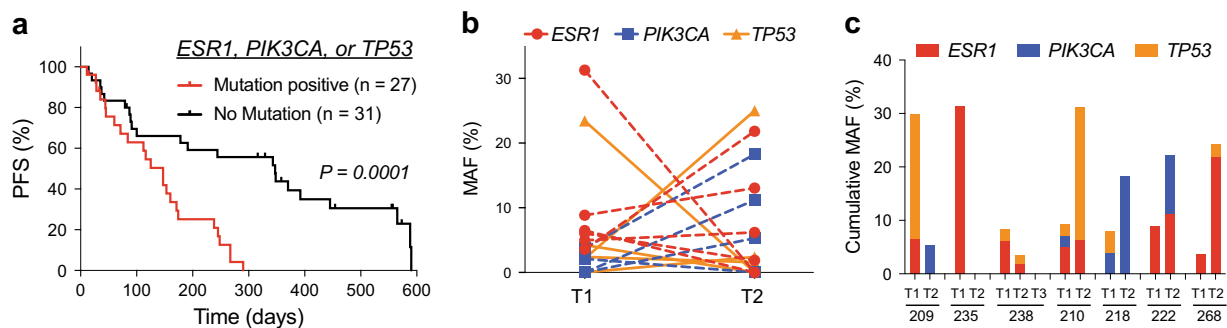 a
ESR1, PIK3CA, or TP53
Mutation positive (n = 27)
No Mutation (n = 31)
P = 0.0001
PFS (%)
100
80
60
40
20
0
0 100 200 300 400 500 600
Time (days)
b
ESR1 PIK3CA TP53
MAF (%)
30
20
10
0
T1 T2
c
ESR1 PIK3CA TP53
Cumulative MAF (%)
40
30
20
10
0
T1 T2 T1 T2 T1 T2 T3 T1 T2 T1 T2 T1 T2 T1 T2
209 235 238 210 218 222 268